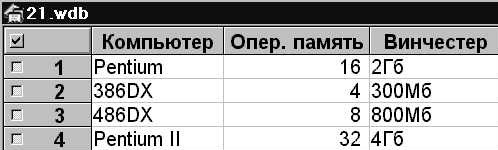 21.wdb
Компьютер Опер. память Винчестер
1 Pentium 16 2Гб
2 386DX 4 300Мб
3 486DX 8 800Мб
4 Pentium II 32 4Гб